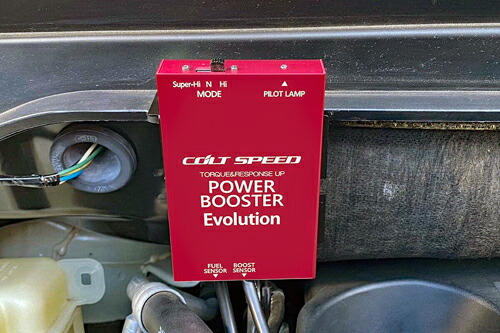 Super-Hi N Hi
MODE
PILOT LAMP
COLT SPEED
TORQUE&RESPONSE UP
POWER
BOOSTER
Evolution
FUEL SENSOR
BOOST SENSOR